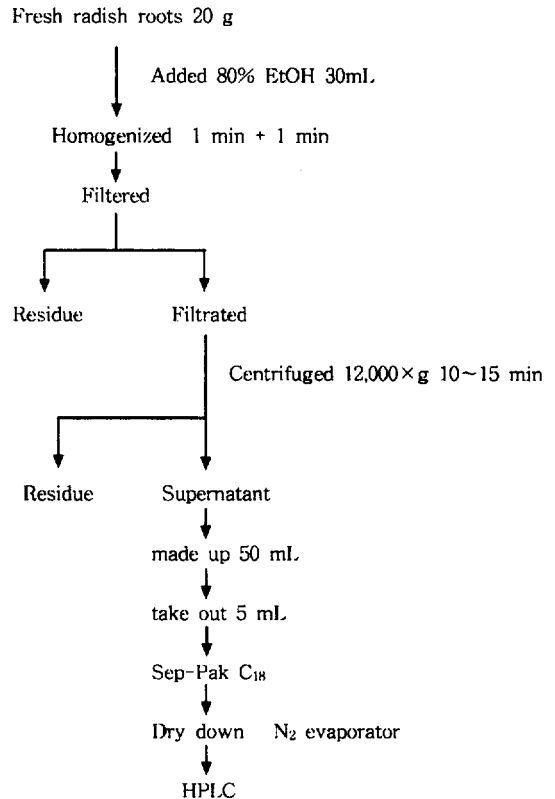 Fresh radish roots 20 g
Added 80% EtOH 30mL
Homogenized 1 min + 1 min
Filtered
Residue Filtrated
Centrifuged 12,000×g 10~15 min
Residue Supernatant
made up 50 mL
take out 5 mL
Sep-Pak C₁₈
Dry down N₂ evaporator
HPLC